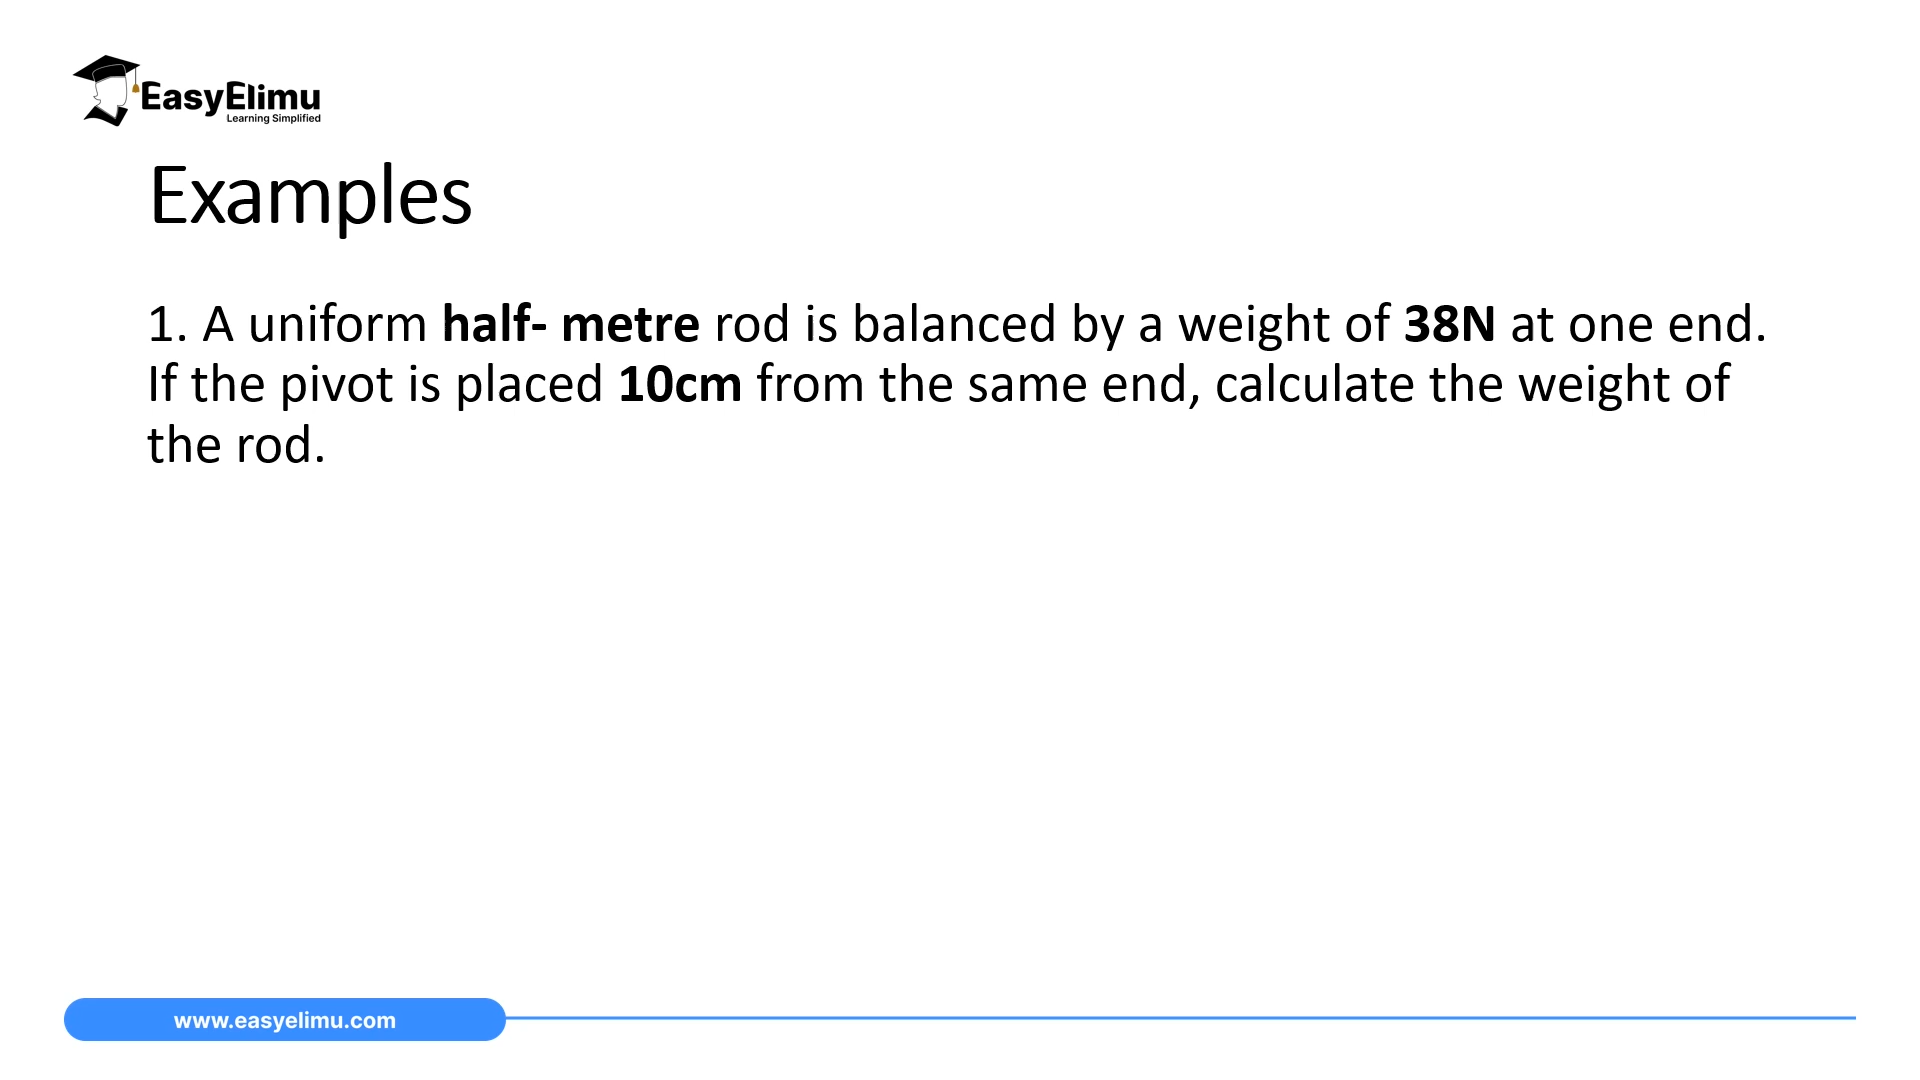 EasyElimu
Learning Simplified
Examples
1. A uniform half- metre rod is balanced by a weight of 38N at one end.
If the pivot is placed 10cm from the same end, calculate the weight of
the rod.
www.easyelimu.com